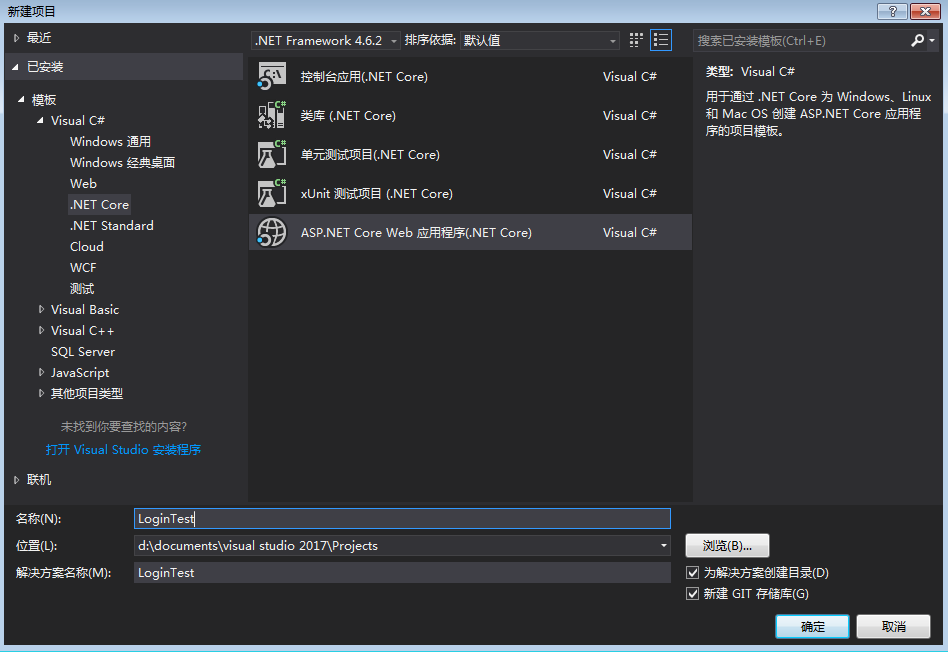 新建项目
最近
已安装
模板
Visual C#
Windows 通用
Windows 经典桌面
Web
.NET Core
.NET Standard
Cloud
WCF
测试
Visual Basic
Visual C++
SQL Server
JavaScript
其他项目类型
未找到你要查找的内容?
打开 Visual Studio 安装程序
联机
.NET Framework 4.6.2 排序依据: 默认值
控制台应用(.NET Core) Visual C#
类库 (.NET Core) Visual C#
单元测试项目(.NET Core) Visual C#
xUnit 测试项目 (.NET Core) Visual C#
ASP.NET Core Web 应用程序(.NET Core) Visual C#
搜索已安装模板(Ctrl+E)
类型: Visual C#
用于通过 .NET Core 为 Windows、Linux
和 Mac OS 创建 ASP.NET Core 应用程
序的项目模板。
名称(N): LoginTest
位置(L): d:\documents\visual studio 2017\Projects 浏览(B)...
解决方案名称(M): LoginTest 为解决方案创建目录(D)
新建 GIT 存储库(G)
确定 取消